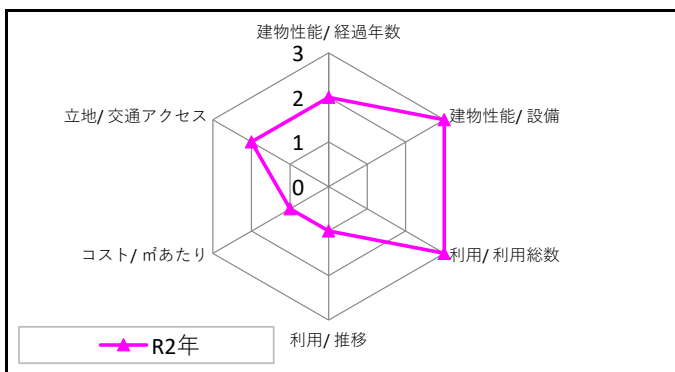 建物性能/ 経過年数
3
立地/ 交通アクセス
2
建物性能/ 設備
1
0
コスト/ ㎡あたり
利用/ 利用総数
利用/ 推移
R2年